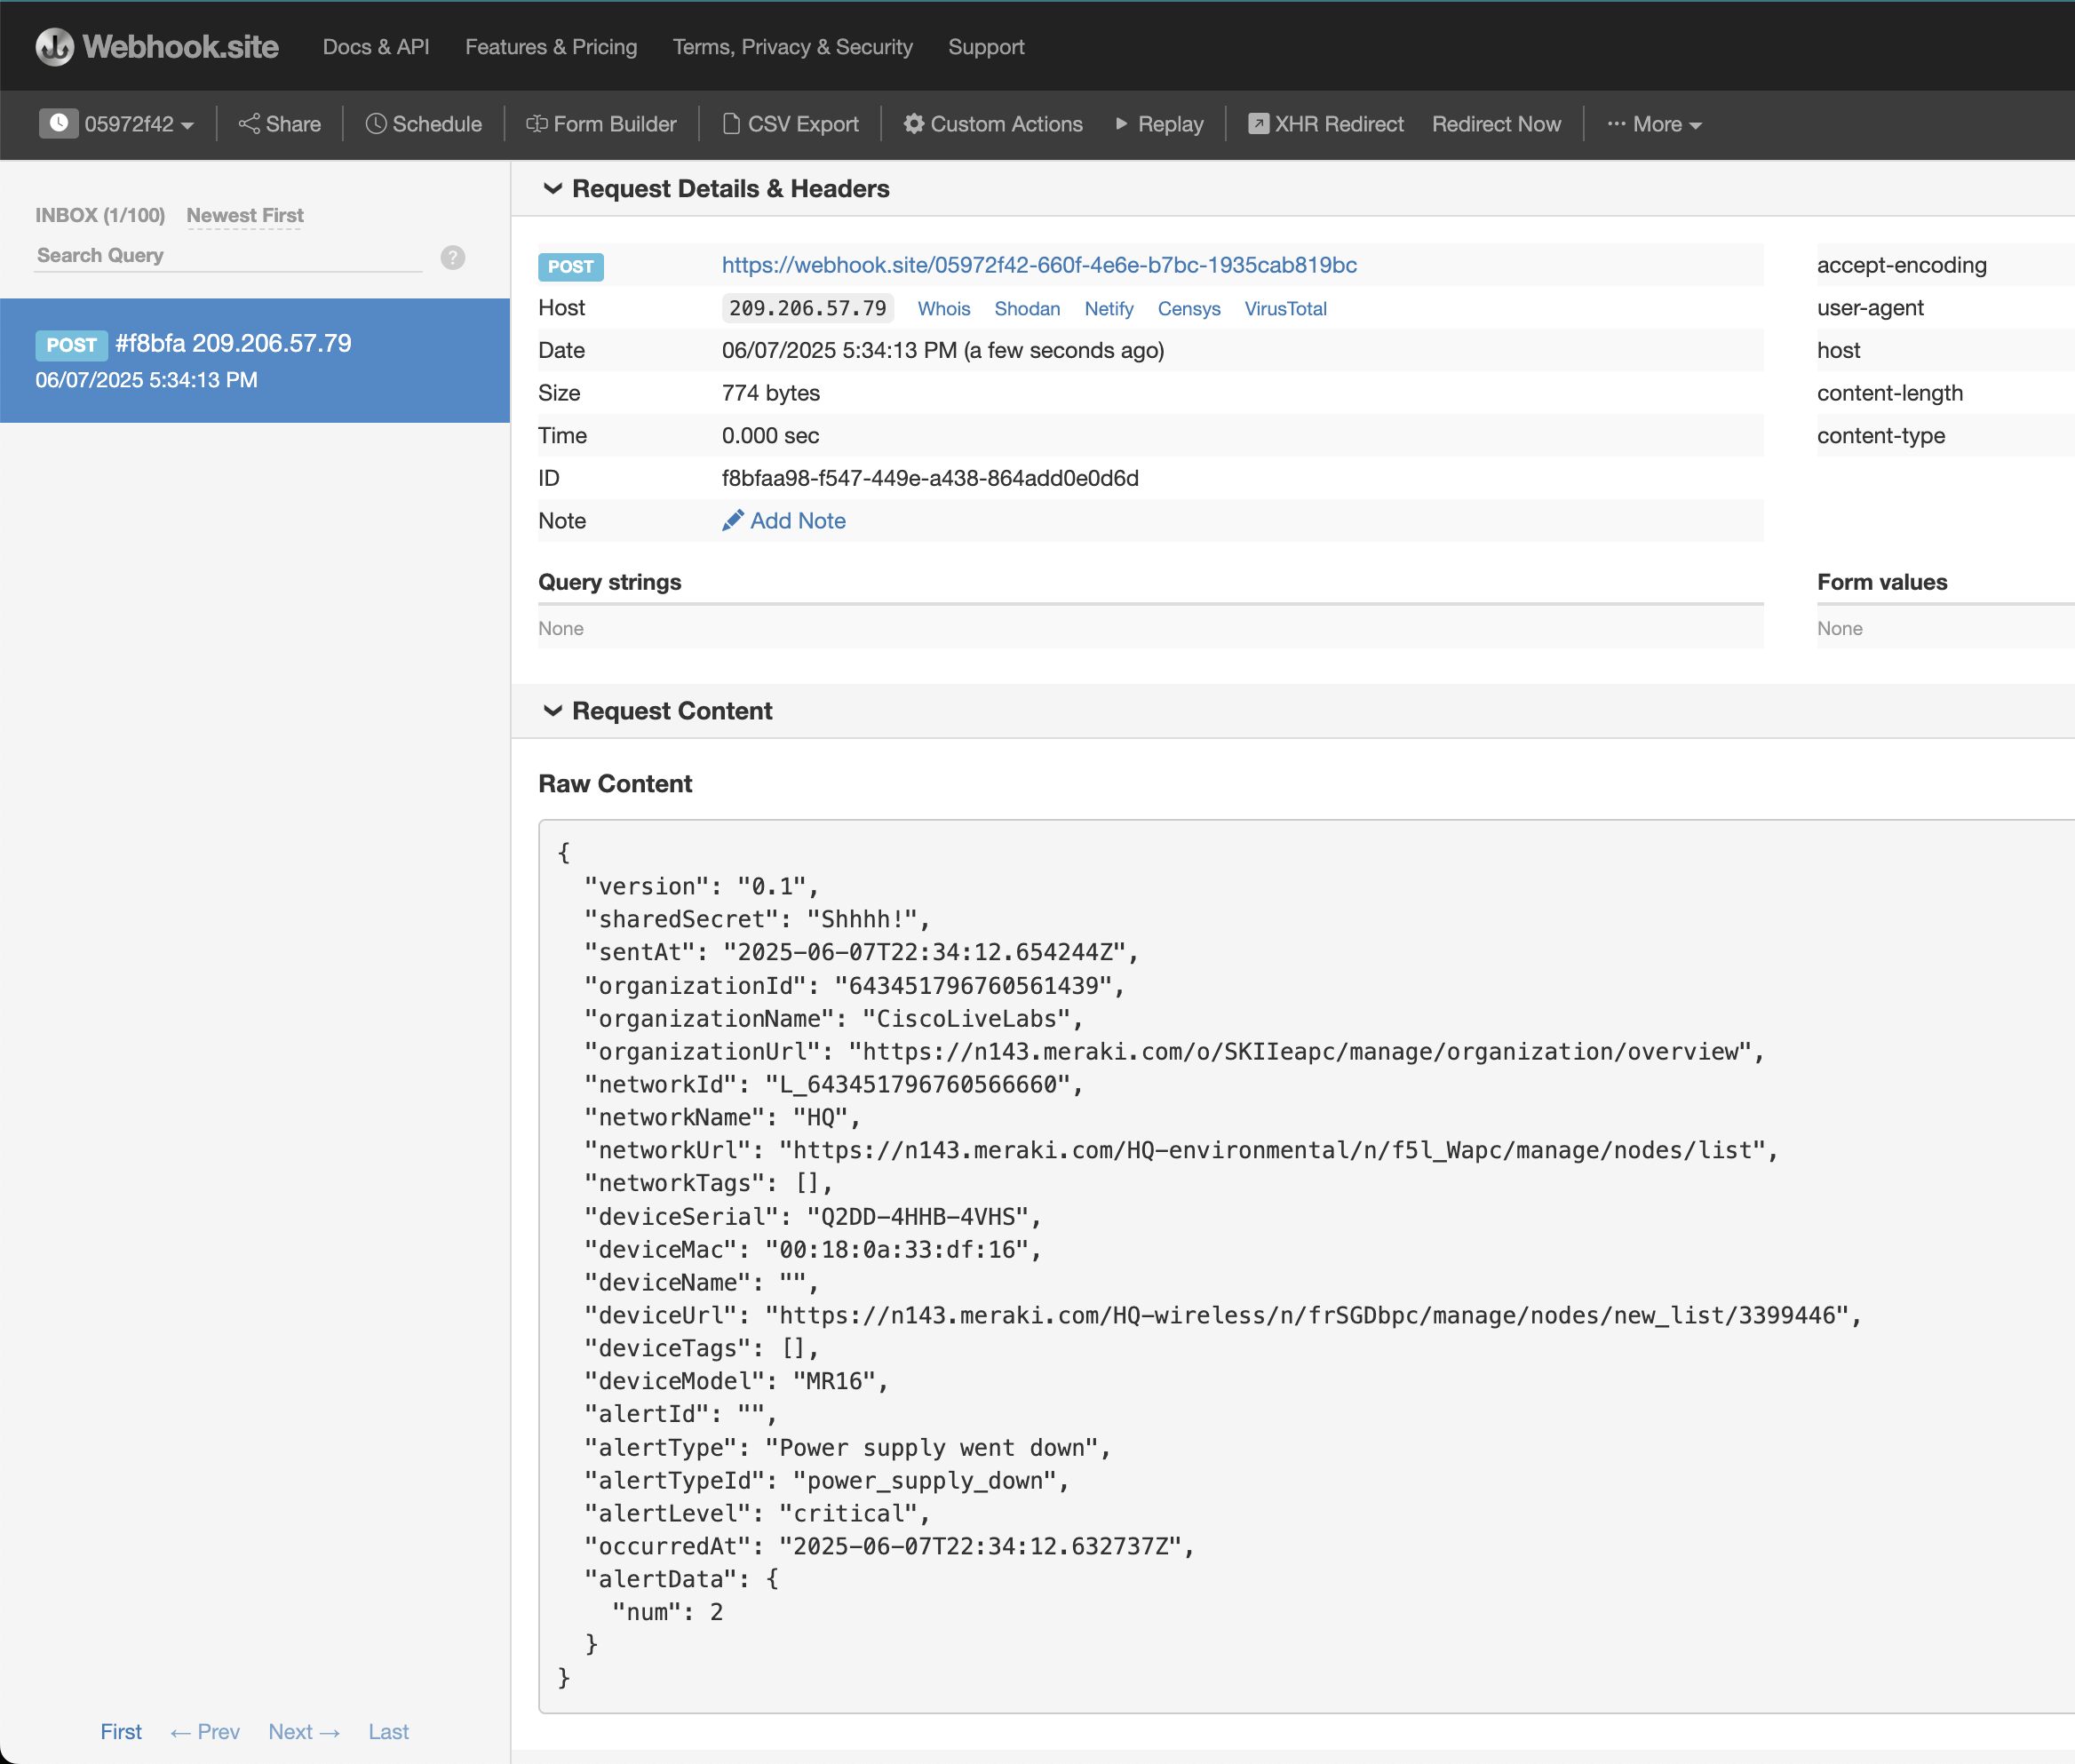 Webhook.site Docs & API Features & Pricing Terms, Privacy & Security Support
05972f42 Share Schedule Form Builder CSV Export Custom Actions Replay XHR Redirect Redirect Now ... More
INBOX (1/100) Newest First
Search Query ?
POST #f8bfa 209.206.57.79
06/07/2025 5:34:13 PM
First ← Prev Next → Last
Request Details & Headers
POST https://webhook.site/05972f42-660f-4e6e-b7bc-1935cab819bc
Host 209.206.57.79 Whois Shodan Netify Censys VirusTotal
Date 06/07/2025 5:34:13 PM (a few seconds ago)
Size 774 bytes
Time 0.000 sec
ID f8bfaa98-f547-449e-a438-864add0e0d6d
Note Add Note
accept-encoding
user-agent
host
content-length
content-type
Query strings
None
Form values
None
Request Content
Raw Content
{
  "version": "0.1",
  "sharedSecret": "Shhhh!",
  "sentAt": "2025-06-07T22:34:12.654244Z",
  "organizationId": "643451796760561439",
  "organizationName": "CiscoLiveLabs",
  "organizationUrl": "https://n143.meraki.com/o/SKIIeapc/manage/organization/overview",
  "networkId": "L_643451796760566660",
  "networkName": "HQ",
  "networkUrl": "https://n143.meraki.com/HQ-environmental/n/f5l_Wapc/manage/nodes/list",
  "networkTags": [],
  "deviceSerial": "Q2DD-4HHB-4VHS",
  "deviceMac": "00:18:0a:33:df:16",
  "deviceName": "",
  "deviceUrl": "https://n143.meraki.com/HQ-wireless/n/frSGDbpc/manage/nodes/new_list/3399446",
  "deviceTags": [],
  "deviceModel": "MR16",
  "alertId": "",
  "alertType": "Power supply went down",
  "alertTypeId": "power_supply_down",
  "alertLevel": "critical",
  "occurredAt": "2025-06-07T22:34:12.632737Z",
  "alertData": {
    "num": 2
  }
}